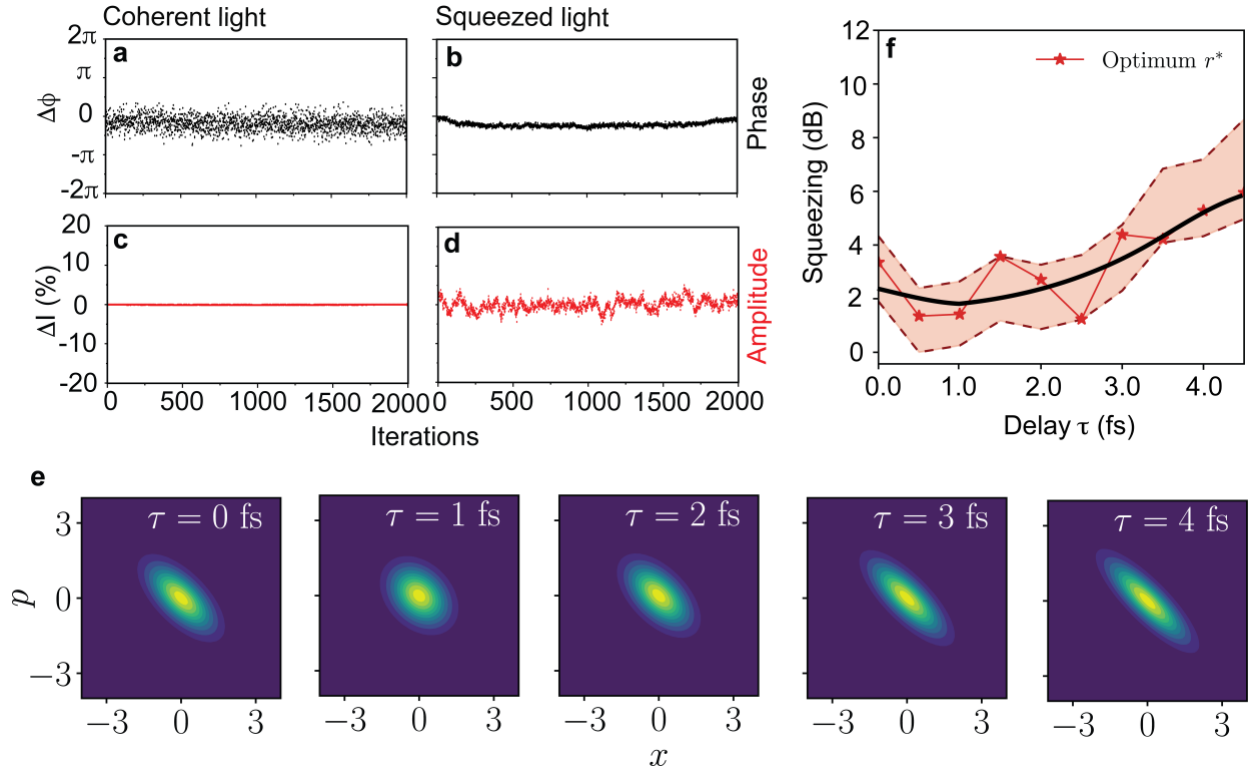 Coherent light
Squeezed light
a
2π
π
0
-π
-2π
Δϕ
b
Phase
c
20
10
0
-10
-20
ΔI (%)
d
Amplitude
0 500 1000 1500 2000
0 500 1000 1500 2000
Iterations
f
Optimum r*
12
10
8
6
4
2
0
Squeezing (dB)
0.0 1.0 2.0 3.0 4.0
Delay τ (fs)
e
τ = 0 fs
τ = 1 fs
τ = 2 fs
τ = 3 fs
τ = 4 fs
3
0
−3
p
−3 0 3
−3 0 3
−3 0 3
−3 0 3
−3 0 3
x